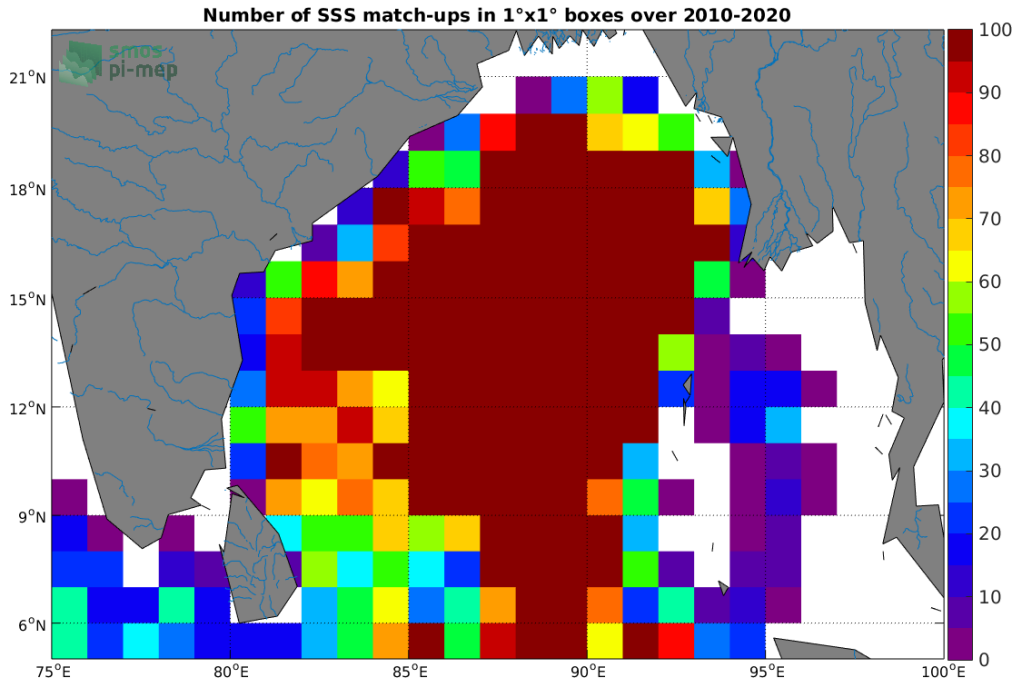 Number of SSS match-ups in 1°x1° boxes over 2010-2020
smos
pi-mep
21°N
18°N
15°N
12°N
9°N
6°N
75°E 80°E 85°E 90°E 95°E 100°E
100
90
80
70
60
50
40
30
20
10
0